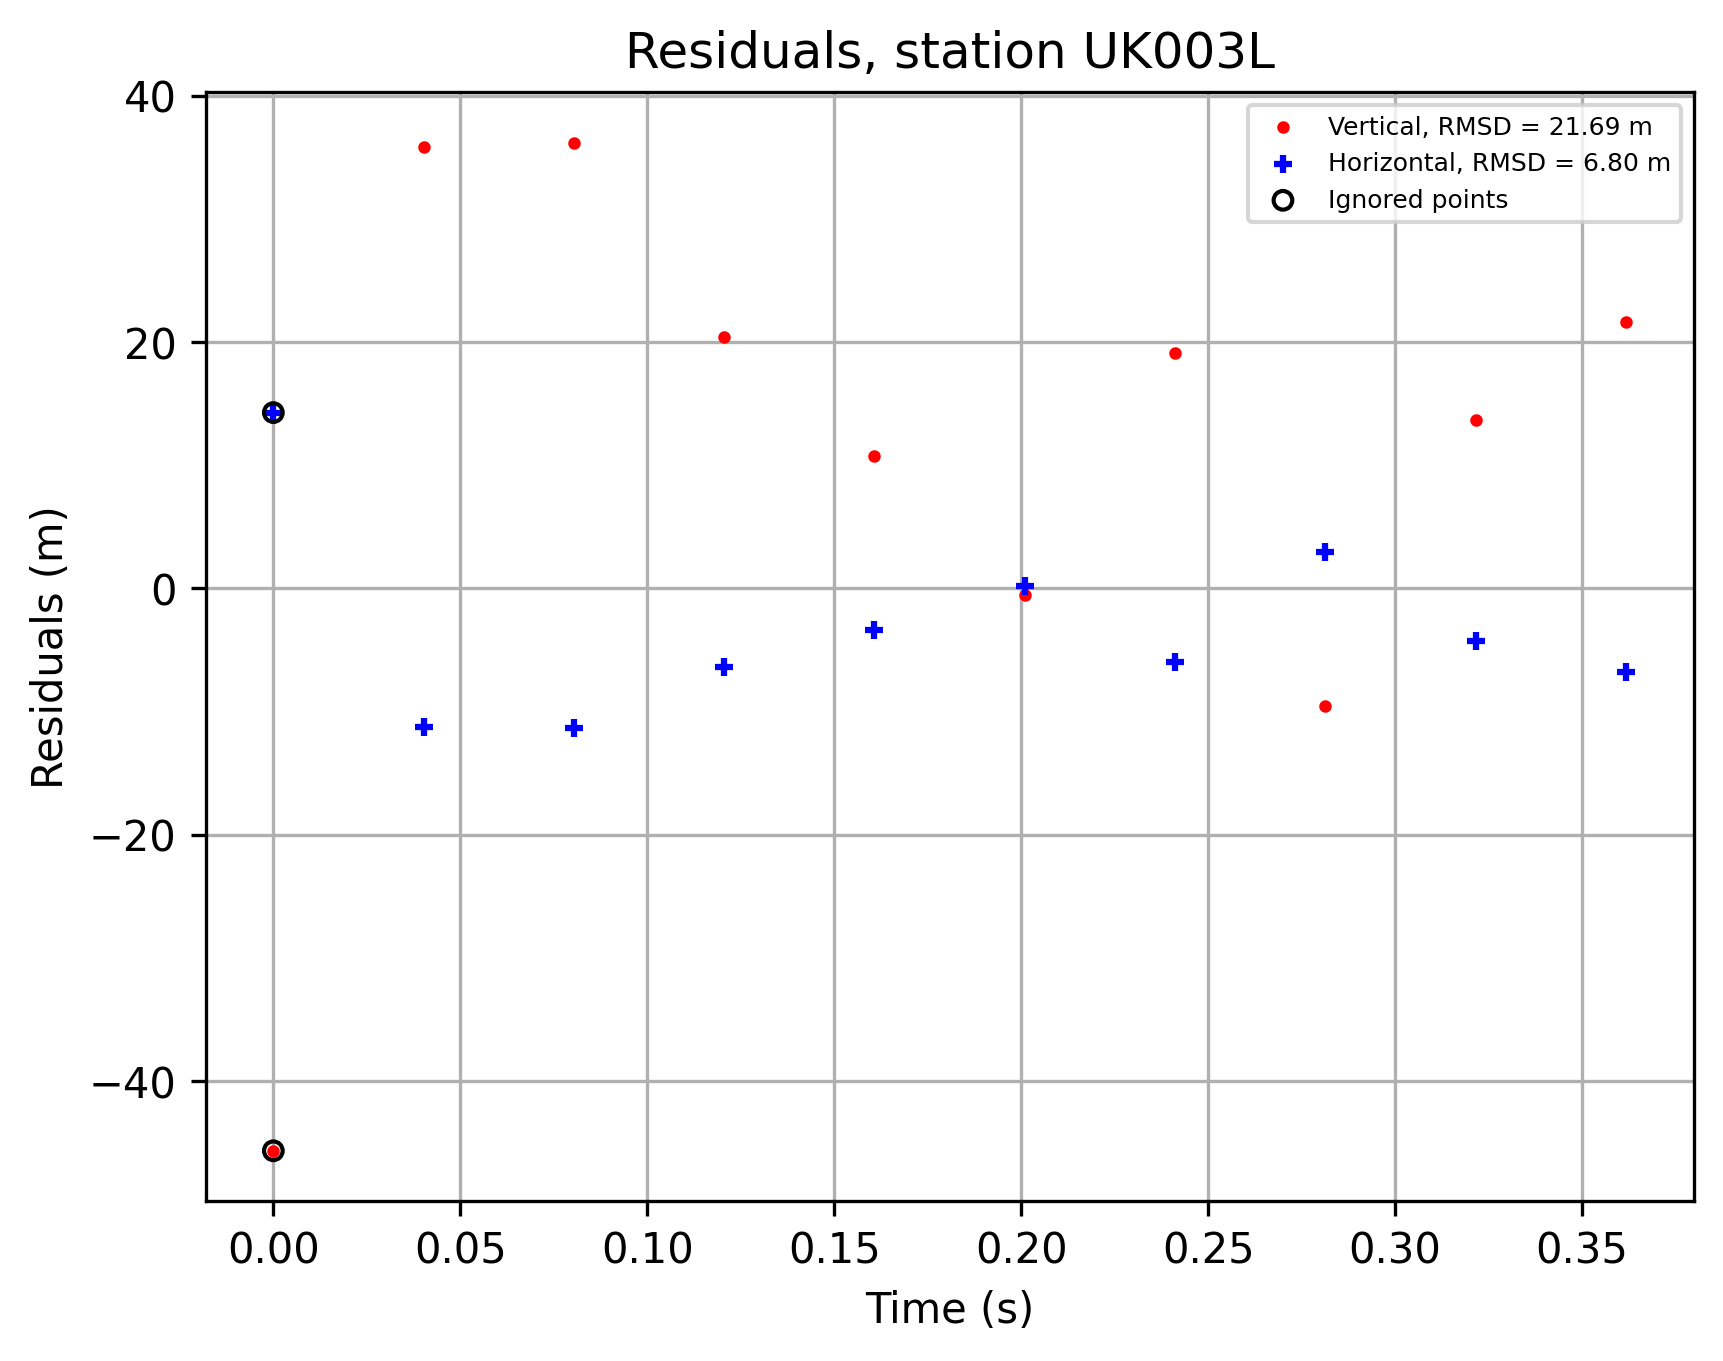 Residuals, station UK003L
Vertical, RMSD = 21.69 m
Horizontal, RMSD = 6.80 m
Ignored points
Residuals (m)
40
20
0
−20
−40
0.00 0.05 0.10 0.15 0.20 0.25 0.30 0.35
Time (s)